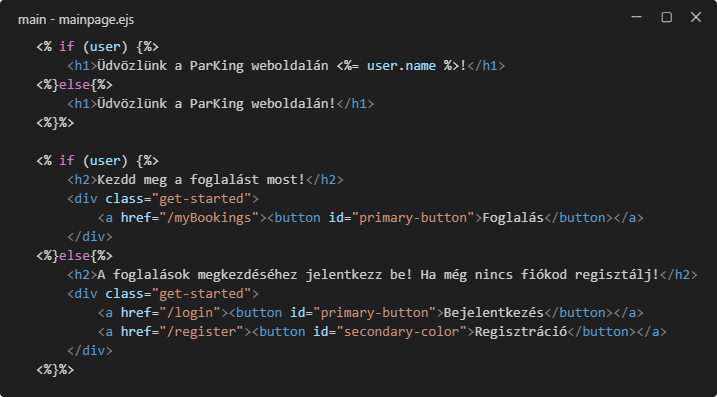 main - mainpage.ejs
<% if (user) {%>
    <h1>Üdvözlünk a ParKing weboldalán <%= user.name %>!</h1>
<%}else{%>
    <h1>Üdvözlünk a ParKing weboldalán!</h1>
<%}%>

<% if (user) {%>
    <h2>Kezdd meg a foglalást most!</h2>
    <div class="get-started">
        <a href="/myBookings"><button id="primary-button">Foglalás</button></a>
    </div>
<%}else{%>
    <h2>A foglalások megkezdéséhez jelentkezz be! Ha még nincs fiókod regisztálj!</h2>
    <div class="get-started">
        <a href="/login"><button id="primary-button">Bejelentkezés</button></a>
        <a href="/register"><button id="secondary-color">Regisztráció</button></a>
    </div>
<%}%>